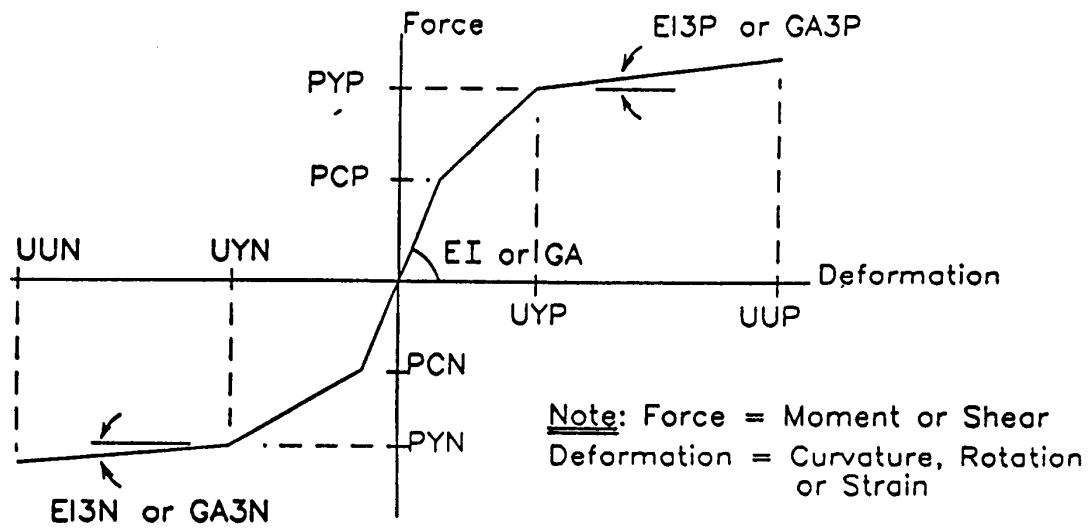 Force
EI3P or GA3P
PYP
PCP
UUN
UYN
EI or GA
Deformation
UYP
UUP
PCN
PYN
Note: Force = Moment or Shear
Deformation = Curvature, Rotation
or Strain
EI3N or GA3N